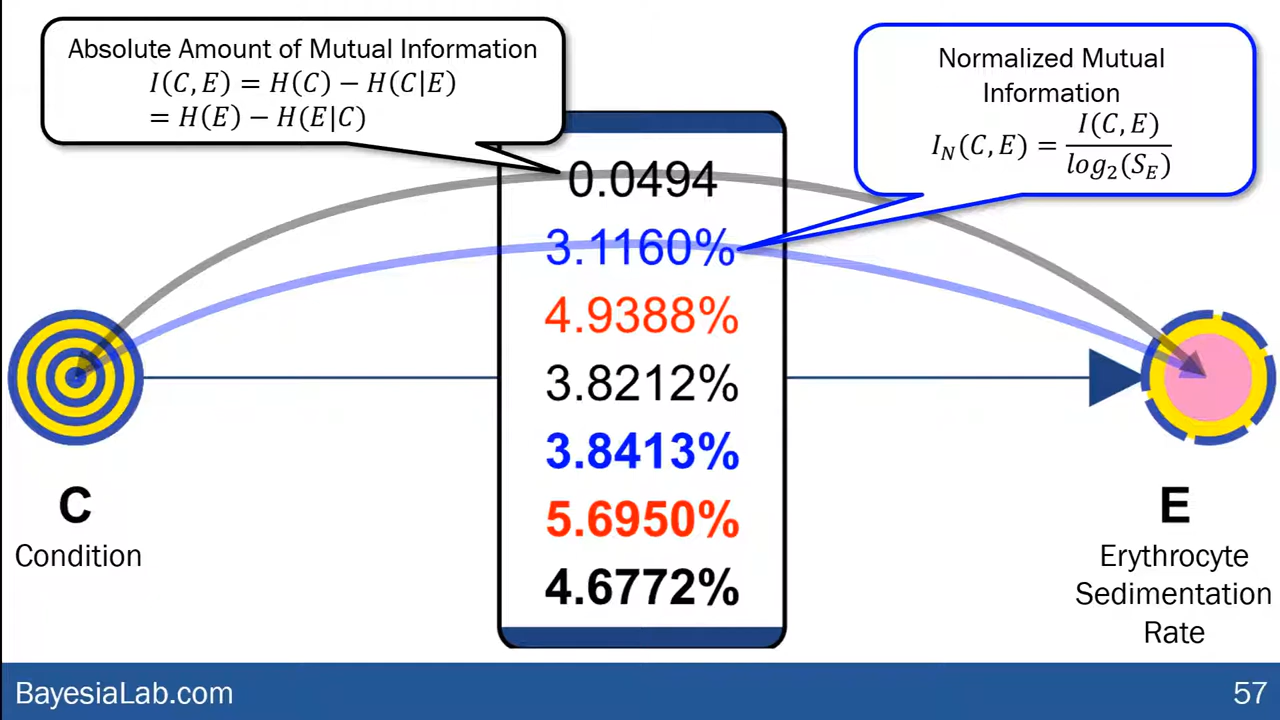 Absolute Amount of Mutual Information
I(C,E) = H(C) − H(C|E)
= H(E) − H(E|C)
Normalized Mutual
Information
I_N(C,E) = I(C,E) / log₂(S_E)
0.0494
3.1160%
4.9388%
3.8212%
3.8413%
5.6950%
4.6772%
C
Condition
E
Erythrocyte
Sedimentation
Rate
BayesiaLab.com
57